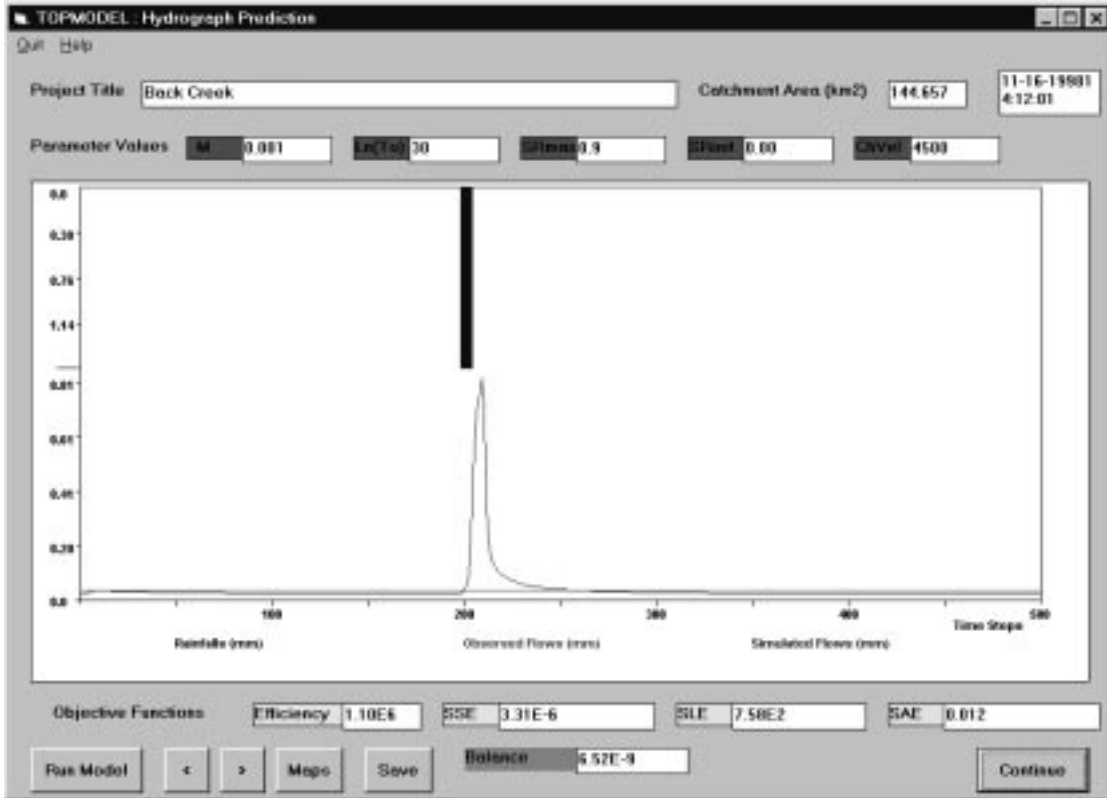 TOPMODEL : Hydrograph Prediction
Quit Help
Project Title Back Creek Catchment Area (km2) 144.657 11-16-19981
4:12:01
Parameter Values M 0.001 Ln(To) 30 SRmax 0.9 SRinit 0.00 ChVel 4500
0.0
0.38
0.76
1.14
0.81
0.61
0.41
0.20
0.0
100 200 300 400 500
Time Steps
Rainfalls (mm) Observed Flows (mm) Simulated Flows (mm)
Objective Functions Efficiency 1.10E6 SSE 3.31E-6 SLE 7.58E2 SAE 0.012
Balance 6.52E-9
Run Model < > Maps Save Continue